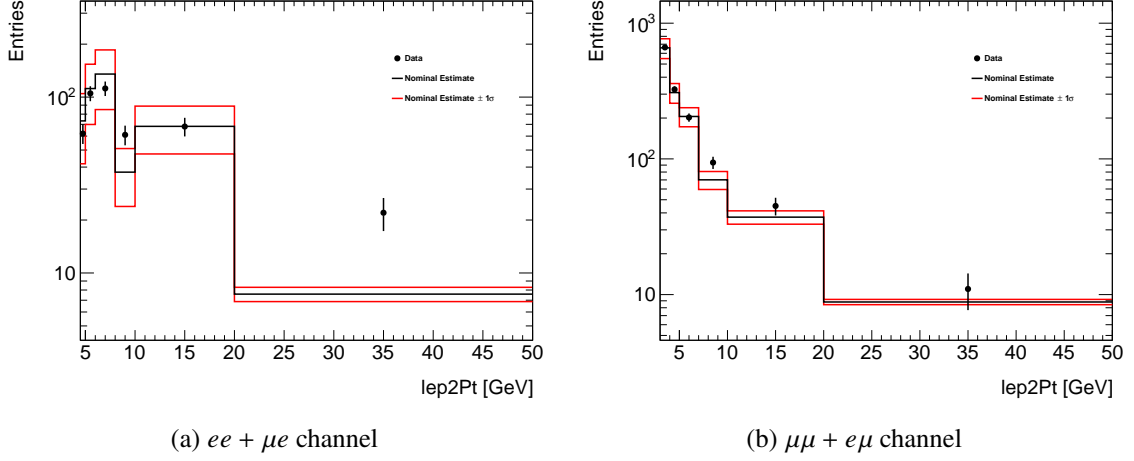 Entries
10²
10
5 10 15 20 25 30 35 40 45 50
lep2Pt [GeV]
Data
Nominal Estimate
Nominal Estimate ± 1σ
(a) ee + μe channel
Entries
10³
10²
10
5 10 15 20 25 30 35 40 45 50
lep2Pt [GeV]
Data
Nominal Estimate
Nominal Estimate ± 1σ
(b) μμ + eμ channel